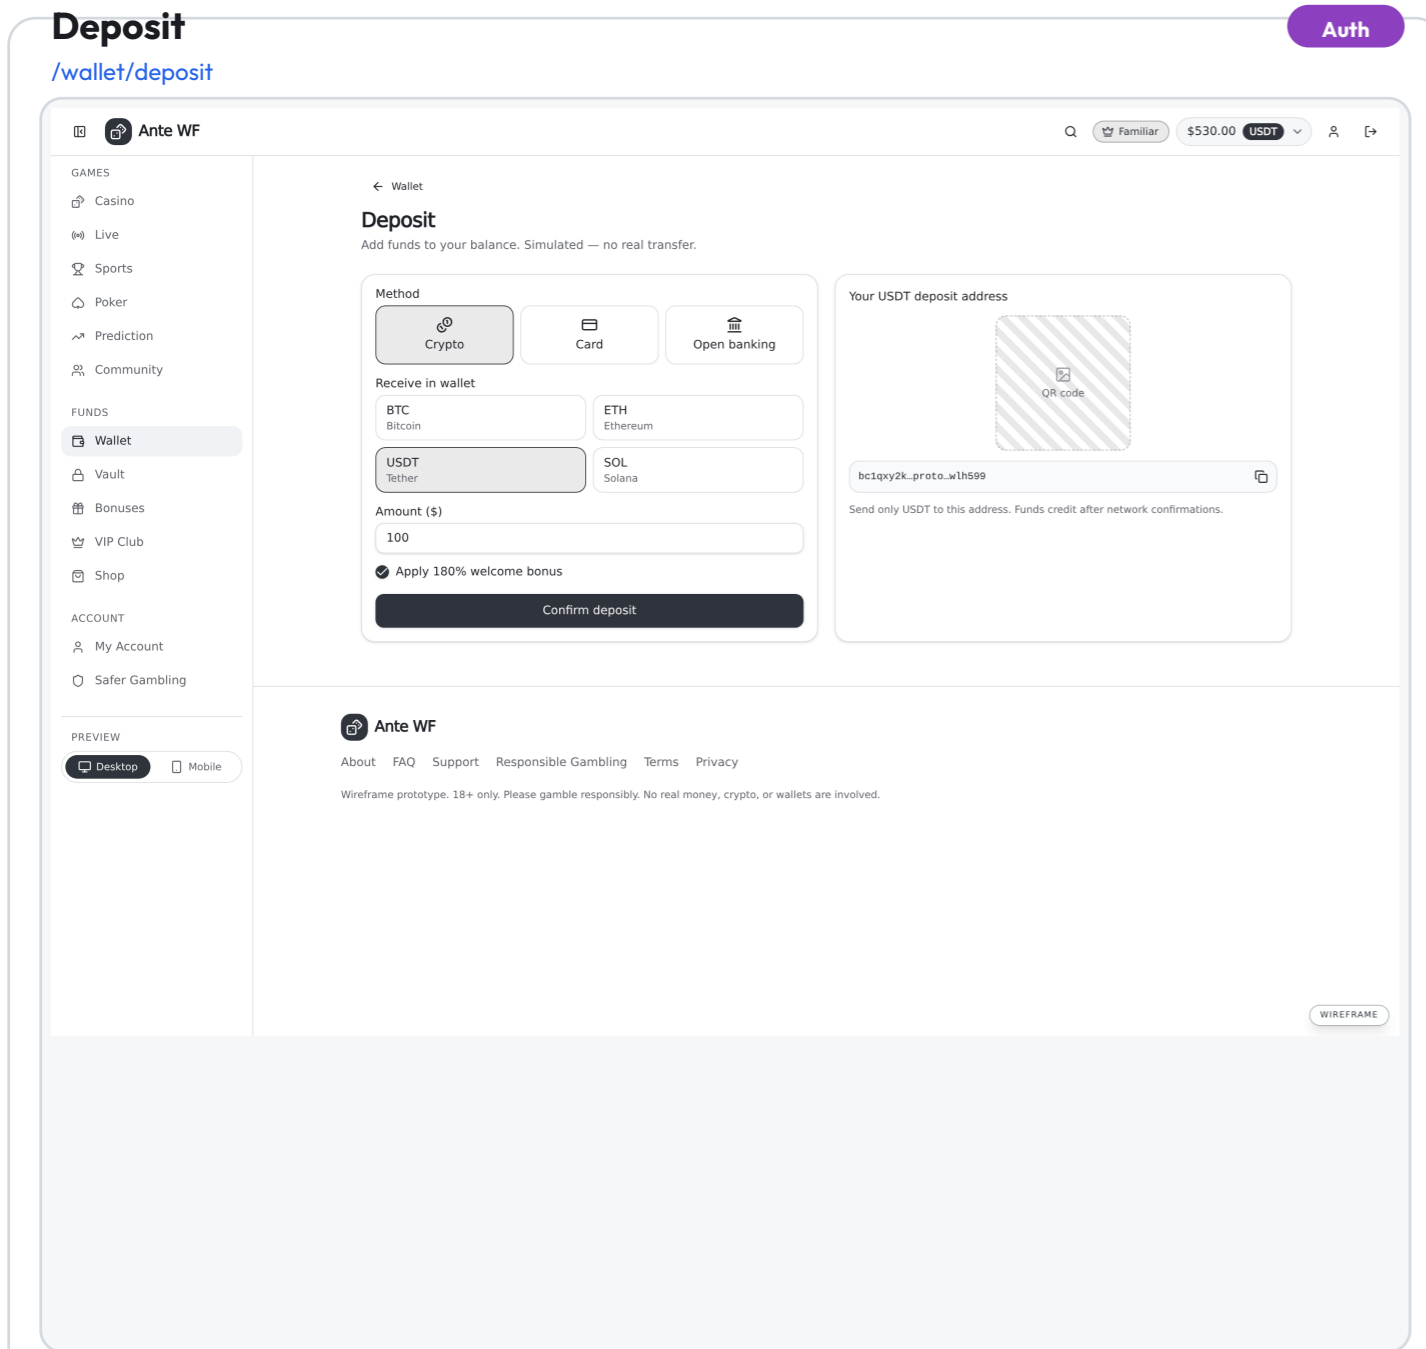 Deposit
Auth
/wallet/deposit
Ante WF
Familiar
$530.00 USDT
GAMES
Casino
Live
Sports
Poker
Prediction
Community
FUNDS
Wallet
Vault
Bonuses
VIP Club
Shop
ACCOUNT
My Account
Safer Gambling
PREVIEW
Desktop
Mobile
Wallet
Deposit
Add funds to your balance. Simulated — no real transfer.
Method
Crypto
Card
Open banking
Receive in wallet
BTC
Bitcoin
ETH
Ethereum
USDT
Tether
SOL
Solana
Amount ($)
100
Apply 180% welcome bonus
Confirm deposit
Your USDT deposit address
QR code
bc1qxy2k…proto…wlh599
Send only USDT to this address. Funds credit after network confirmations.
Ante WF
About FAQ Support Responsible Gambling Terms Privacy
Wireframe prototype. 18+ only. Please gamble responsibly. No real money, crypto, or wallets are involved.
WIREFRAME